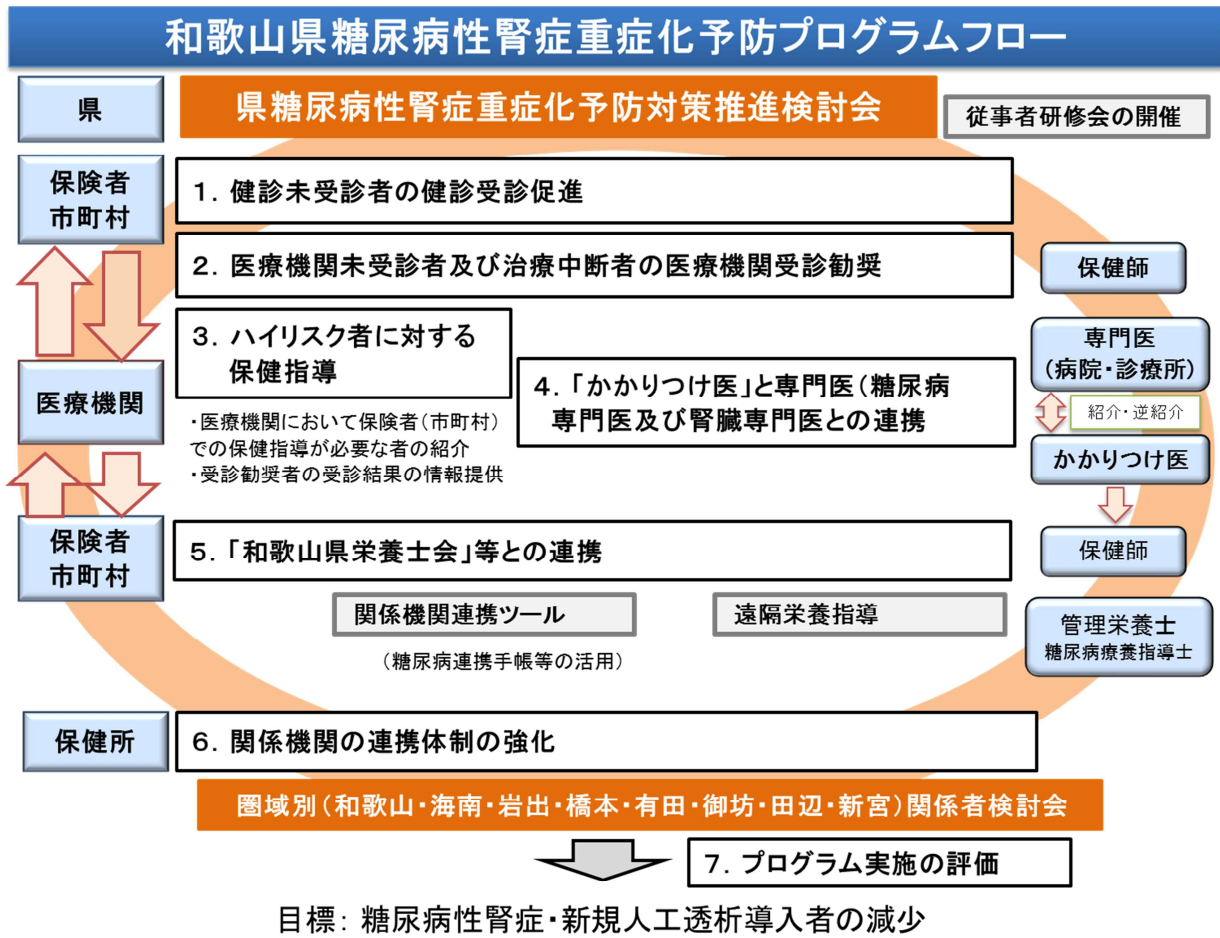 和歌山県糖尿病性腎症重症化予防プログラムフロー
県
県糖尿病性腎症重症化予防対策推進検討会
従事者研修会の開催
保険者
市町村
1．健診未受診者の健診受診促進
2．医療機関未受診者及び治療中断者の医療機関受診勧奨
保健師
3．ハイリスク者に対する
保健指導
専門医
(病院・診療所)
医療機関
4．「かかりつけ医」と専門医(糖尿病
専門医及び腎臓専門医との連携
紹介・逆紹介
・医療機関において保険者(市町村)
での保健指導が必要な者の紹介
・受診勧奨者の受診結果の情報提供
かかりつけ医
保険者
市町村
5．「和歌山県栄養士会」等との連携
保健師
関係機関連携ツール
遠隔栄養指導
(糖尿病連携手帳等の活用)
管理栄養士
糖尿病療養指導士
保健所
6．関係機関の連携体制の強化
圏域別(和歌山・海南・岩出・橋本・有田・御坊・田辺・新宮)関係者検討会
7．プログラム実施の評価
目標：糖尿病性腎症・新規人工透析導入者の減少